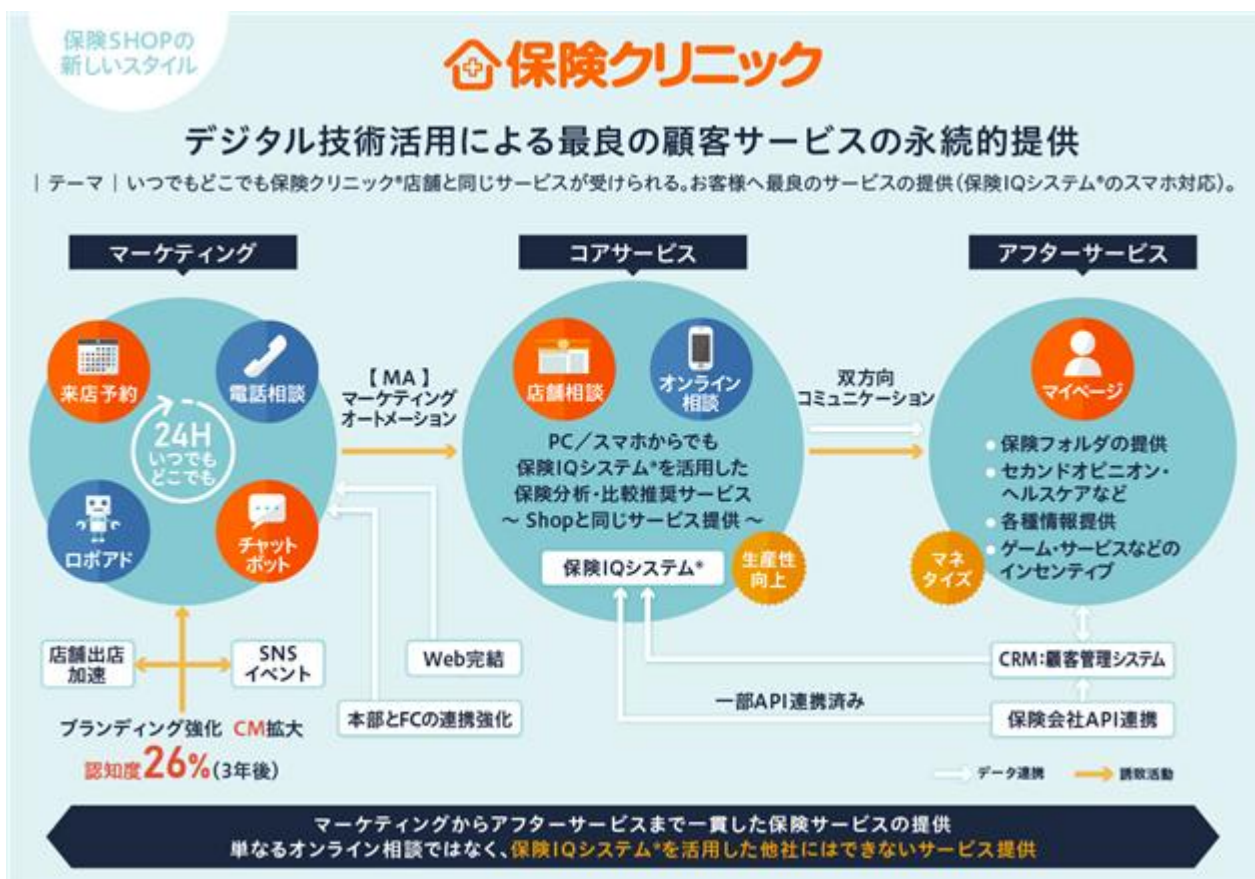 保険SHOPの
新しいスタイル
保険クリニック
デジタル技術活用による最良の顧客サービスの永続的提供
｜テーマ｜いつでもどこでも保険クリニック®店舗と同じサービスが受けられる。お客様へ最良のサービスの提供(保険IQシステム®のスマホ対応)。
マーケティング
来店予約
電話相談
24H
いつでも
どこでも
ロボアド
チャット
ボット
【MA】
マーケティング
オートメーション
コアサービス
店舗相談
オンライン
相談
PC／スマホからでも
保険IQシステム®を活用した
保険分析・比較推奨サービス
～ Shopと同じサービス提供 ～
保険IQシステム®
生産性
向上
双方向
コミュニケーション
アフターサービス
マイページ
● 保険フォルダの提供
● セカンドオピニオン・
ヘルスケアなど
● 各種情報提供
● ゲーム・サービスなどの
インセンティブ
マネ
タイズ
店舗出店
加速
SNS
イベント
ブランディング強化 CM拡大
認知度26%(3年後)
Web完結
本部とFCの連携強化
CRM：顧客管理システム
一部API連携済み
保険会社API連携
データ連携
誘致活動
マーケティングからアフターサービスまで一貫した保険サービスの提供
単なるオンライン相談ではなく、保険IQシステム®を活用した他社にはできないサービス提供